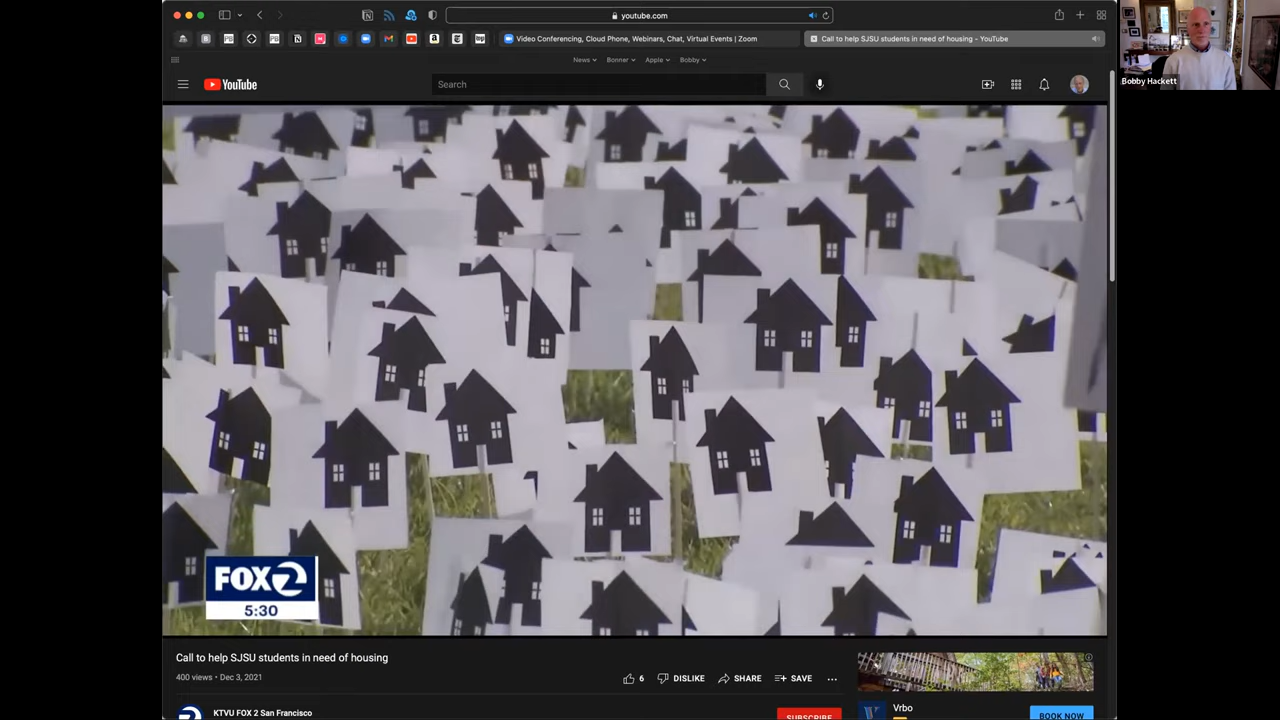 youtube.com
Video Conferencing, Cloud Phone, Webinars, Chat, Virtual Events | Zoom
Call to help SJSU students in need of housing - YouTube
News
Bonner
Apple
Bobby
YouTube
Search
Bobby Hackett
FOX 2
5:30
Call to help SJSU students in need of housing
400 views • Dec 3, 2021
6 DISLIKE SHARE SAVE
KTVU FOX 2 San Francisco
SUBSCRIBE
Vrbo
BOOK NOW